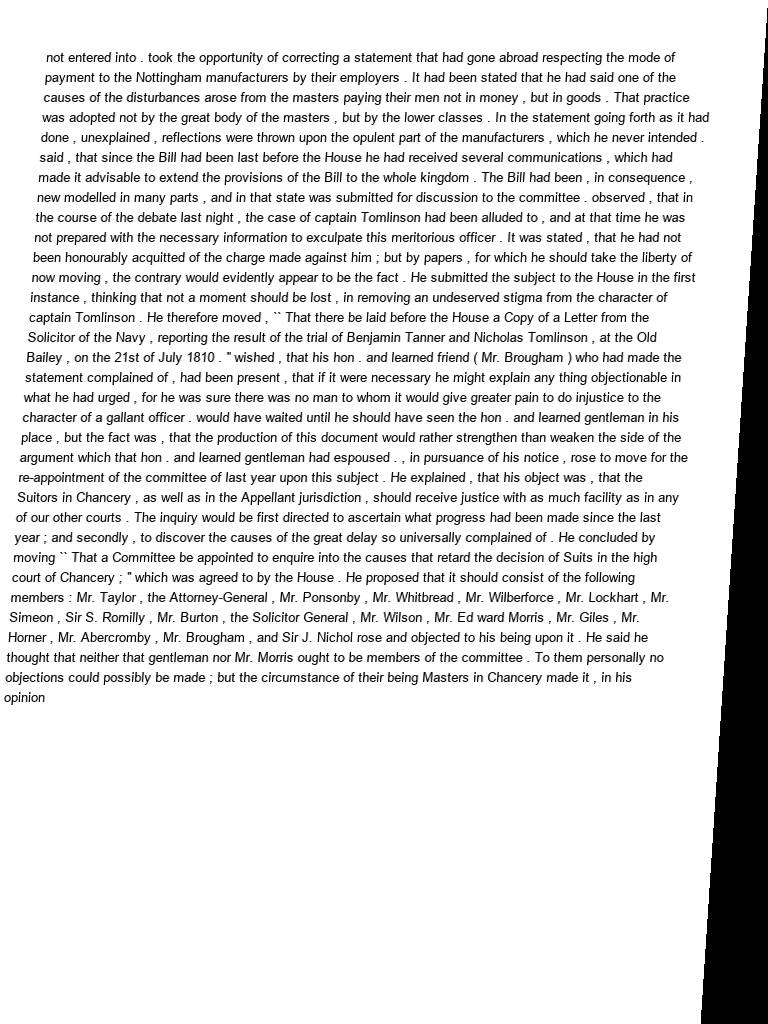 not entered into . took the opportunity of correcting a statement that had gone abroad respecting the mode of
payment to the Nottingham manufacturers by their employers . It had been stated that he had said one of the
causes of the disturbances arose from the masters paying their men not in money , but in goods . That practice
was adopted not by the great body of the masters , but by the lower classes . In the statement going forth as it had
done , unexplained , reflections were thrown upon the opulent part of the manufacturers , which he never intended .
said , that since the Bill had been last before the House he had received several communications , which had
made it advisable to extend the provisions of the Bill to the whole kingdom . The Bill had been , in consequence ,
new modelled in many parts , and in that state was submitted for discussion to the committee . observed , that in
the course of the debate last night , the case of captain Tomlinson had been alluded to , and at that time he was
not prepared with the necessary information to exculpate this meritorious officer . It was stated , that he had not
been honourably acquitted of the charge made against him ; but by papers , for which he should take the liberty of
now moving , the contrary would evidently appear to be the fact . He submitted the subject to the House in the first
instance , thinking that not a moment should be lost , in removing an undeserved stigma from the character of
captain Tomlinson . He therefore moved , `` That there be laid before the House a Copy of a Letter from the
Solicitor of the Navy , reporting the result of the trial of Benjamin Tanner and Nicholas Tomlinson , at the Old
Bailey , on the 21st of July 1810 . " wished , that his hon . and learned friend ( Mr. Brougham ) who had made the
statement complained of , had been present , that if it were necessary he might explain any thing objectionable in
what he had urged , for he was sure there was no man to whom it would give greater pain to do injustice to the
character of a gallant officer . would have waited until he should have seen the hon . and learned gentleman in his
place , but the fact was , that the production of this document would rather strengthen than weaken the side of the
argument which that hon . and learned gentleman had espoused . , in pursuance of his notice , rose to move for the
re-appointment of the committee of last year upon this subject . He explained , that his object was , that the
Suitors in Chancery , as well as in the Appellant jurisdiction , should receive justice with as much facility as in any
of our other courts . The inquiry would be first directed to ascertain what progress had been made since the last
year ; and secondly , to discover the causes of the great delay so universally complained of . He concluded by
moving `` That a Committee be appointed to enquire into the causes that retard the decision of Suits in the high
court of Chancery ; " which was agreed to by the House . He proposed that it should consist of the following
members : Mr. Taylor , the Attorney-General , Mr. Ponsonby , Mr. Whitbread , Mr. Wilberforce , Mr. Lockhart , Mr.
Simeon , Sir S. Romilly , Mr. Burton , the Solicitor General , Mr. Wilson , Mr. Ed ward Morris , Mr. Giles , Mr.
Horner , Mr. Abercromby , Mr. Brougham , and Sir J. Nichol rose and objected to his being upon it . He said he
thought that neither that gentleman nor Mr. Morris ought to be members of the committee . To them personally no
objections could possibly be made ; but the circumstance of their being Masters in Chancery made it , in his
opinion